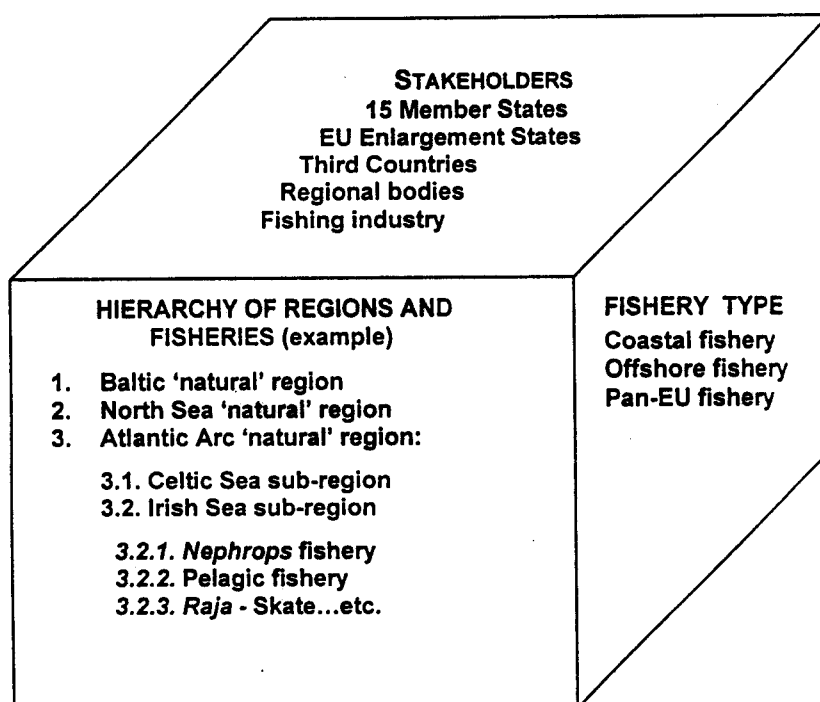 STAKEHOLDERS
15 Member States
EU Enlargement States
Third Countries
Regional bodies
Fishing industry
HIERARCHY OF REGIONS AND
FISHERIES (example)
1. Baltic ‘natural’ region
2. North Sea ‘natural’ region
3. Atlantic Arc ‘natural’ region:
3.1. Celtic Sea sub-region
3.2. Irish Sea sub-region
3.2.1. Nephrops fishery
3.2.2. Pelagic fishery
3.2.3. Raja - Skate...etc.
FISHERY TYPE
Coastal fishery
Offshore fishery
Pan-EU fishery